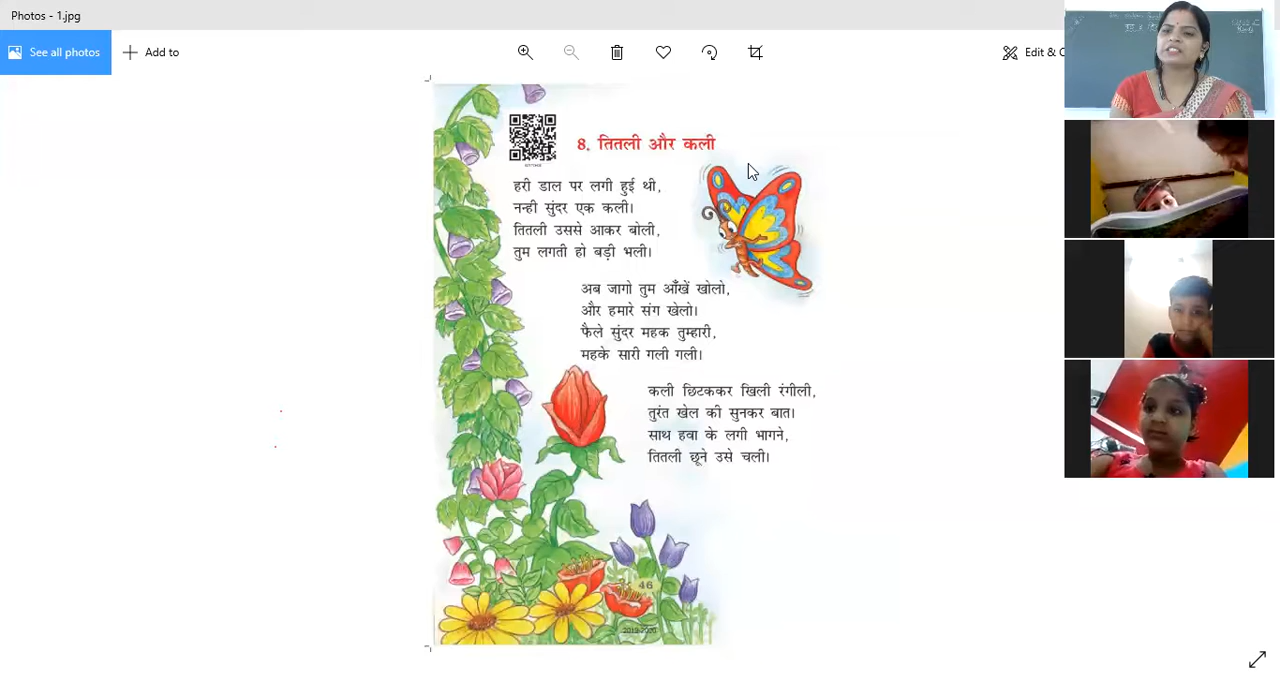 Photos - 1.jpg
See all photos
Add to
Edit & C
8. तितली और कली
हरी डाल पर लगी हुई थी,
नन्ही सुंदर एक कली।
तितली उससे आकर बोली,
तुम लगती हो बड़ी भली।
अब जागो तुम आँखें खोलो,
और हमारे संग खेलो।
फैले सुंदर महक तुम्हारी,
महके सारी गली गली।
कली छिटककर खिली रंगीली,
तुरंत खेल की सुनकर बात।
साथ हवा के लगी भागने,
तितली छूने उसे चली।
46
2019-2020